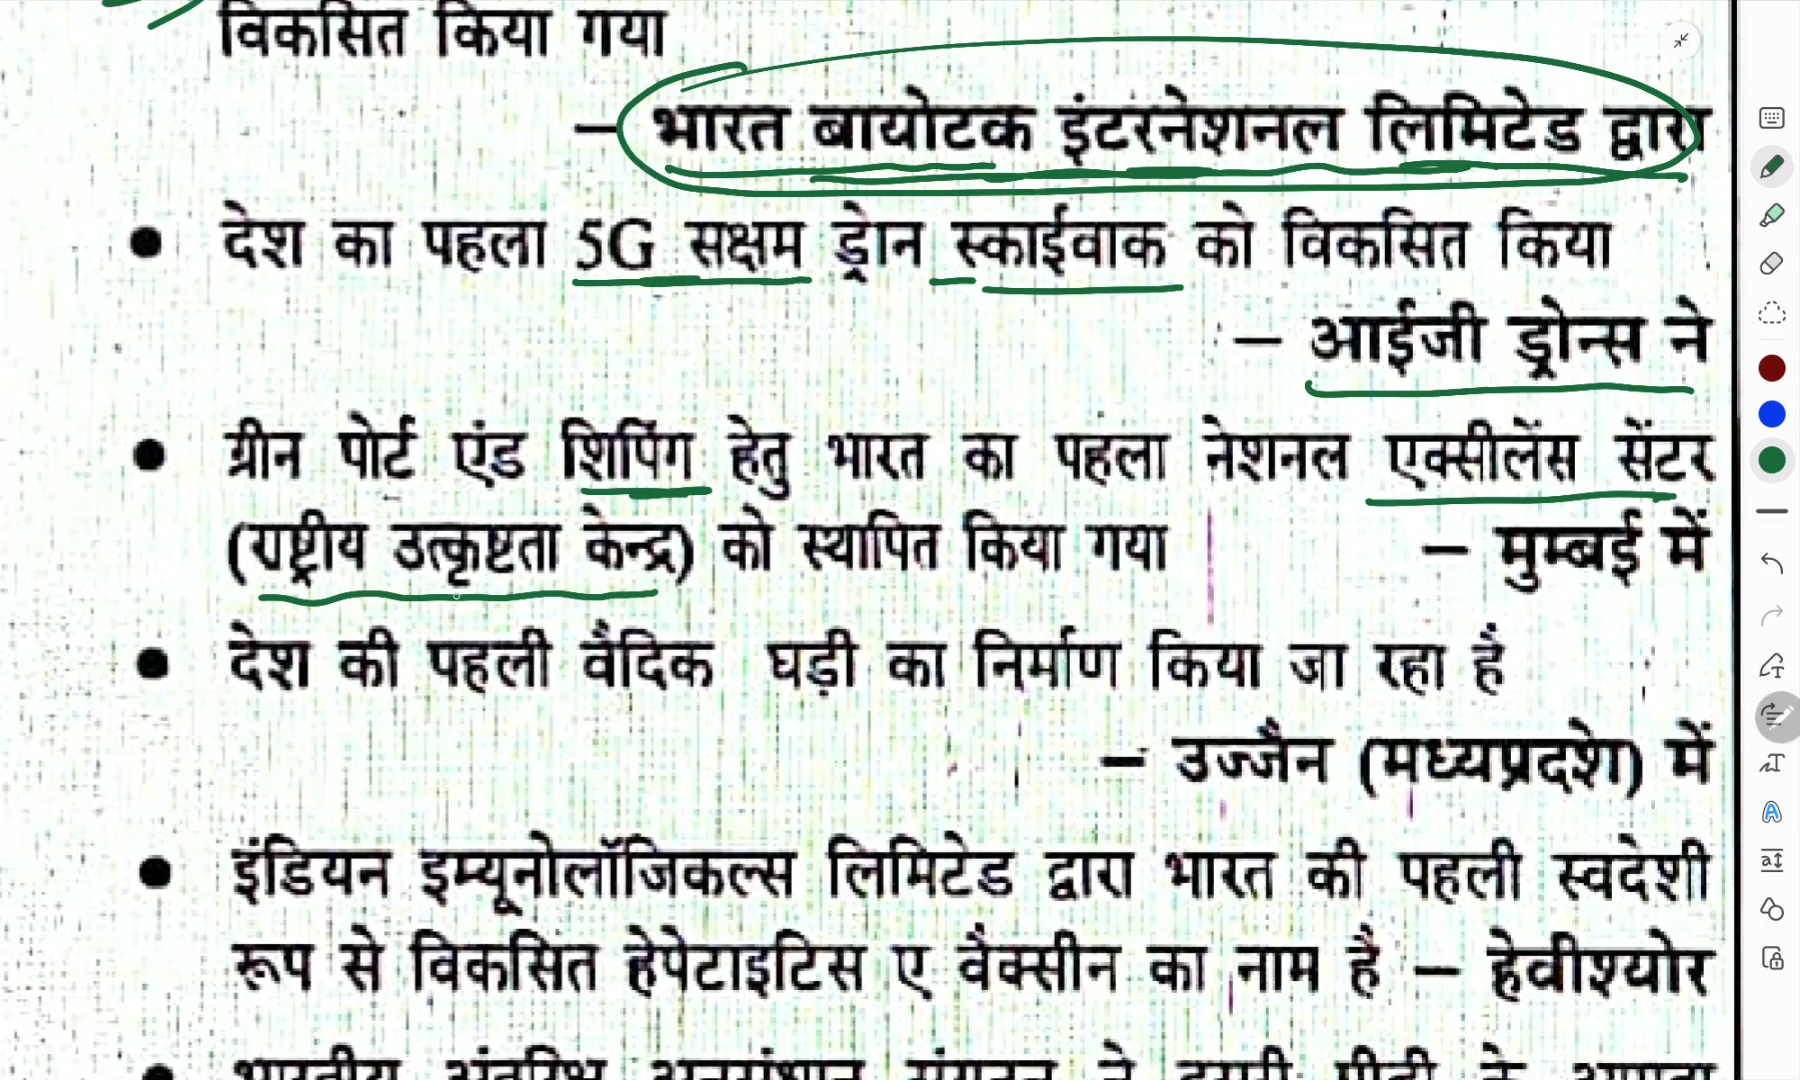 विकसित किया गया
– भारत बायोटक इंटरनेशनल लिमिटेड द्वारा
● देश का पहला 5G सक्षम ड्रोन स्काईवाक को विकसित किया
– आईजी ड्रोन्स ने
● ग्रीन पोर्ट एंड शिपिंग हेतु भारत का पहला नेशनल एक्सीलेंस सेंटर
(राष्ट्रीय उत्कृष्टता केन्द्र) को स्थापित किया गया – मुम्बई में
● देश की पहली वैदिक घड़ी का निर्माण किया जा रहा है
– उज्जैन (मध्यप्रदेश) में
● इंडियन इम्यूनोलॉजिकल्स लिमिटेड द्वारा भारत की पहली स्वदेशी
रूप से विकसित हेपेटाइटिस ए वैक्सीन का नाम है – हेवीश्योर